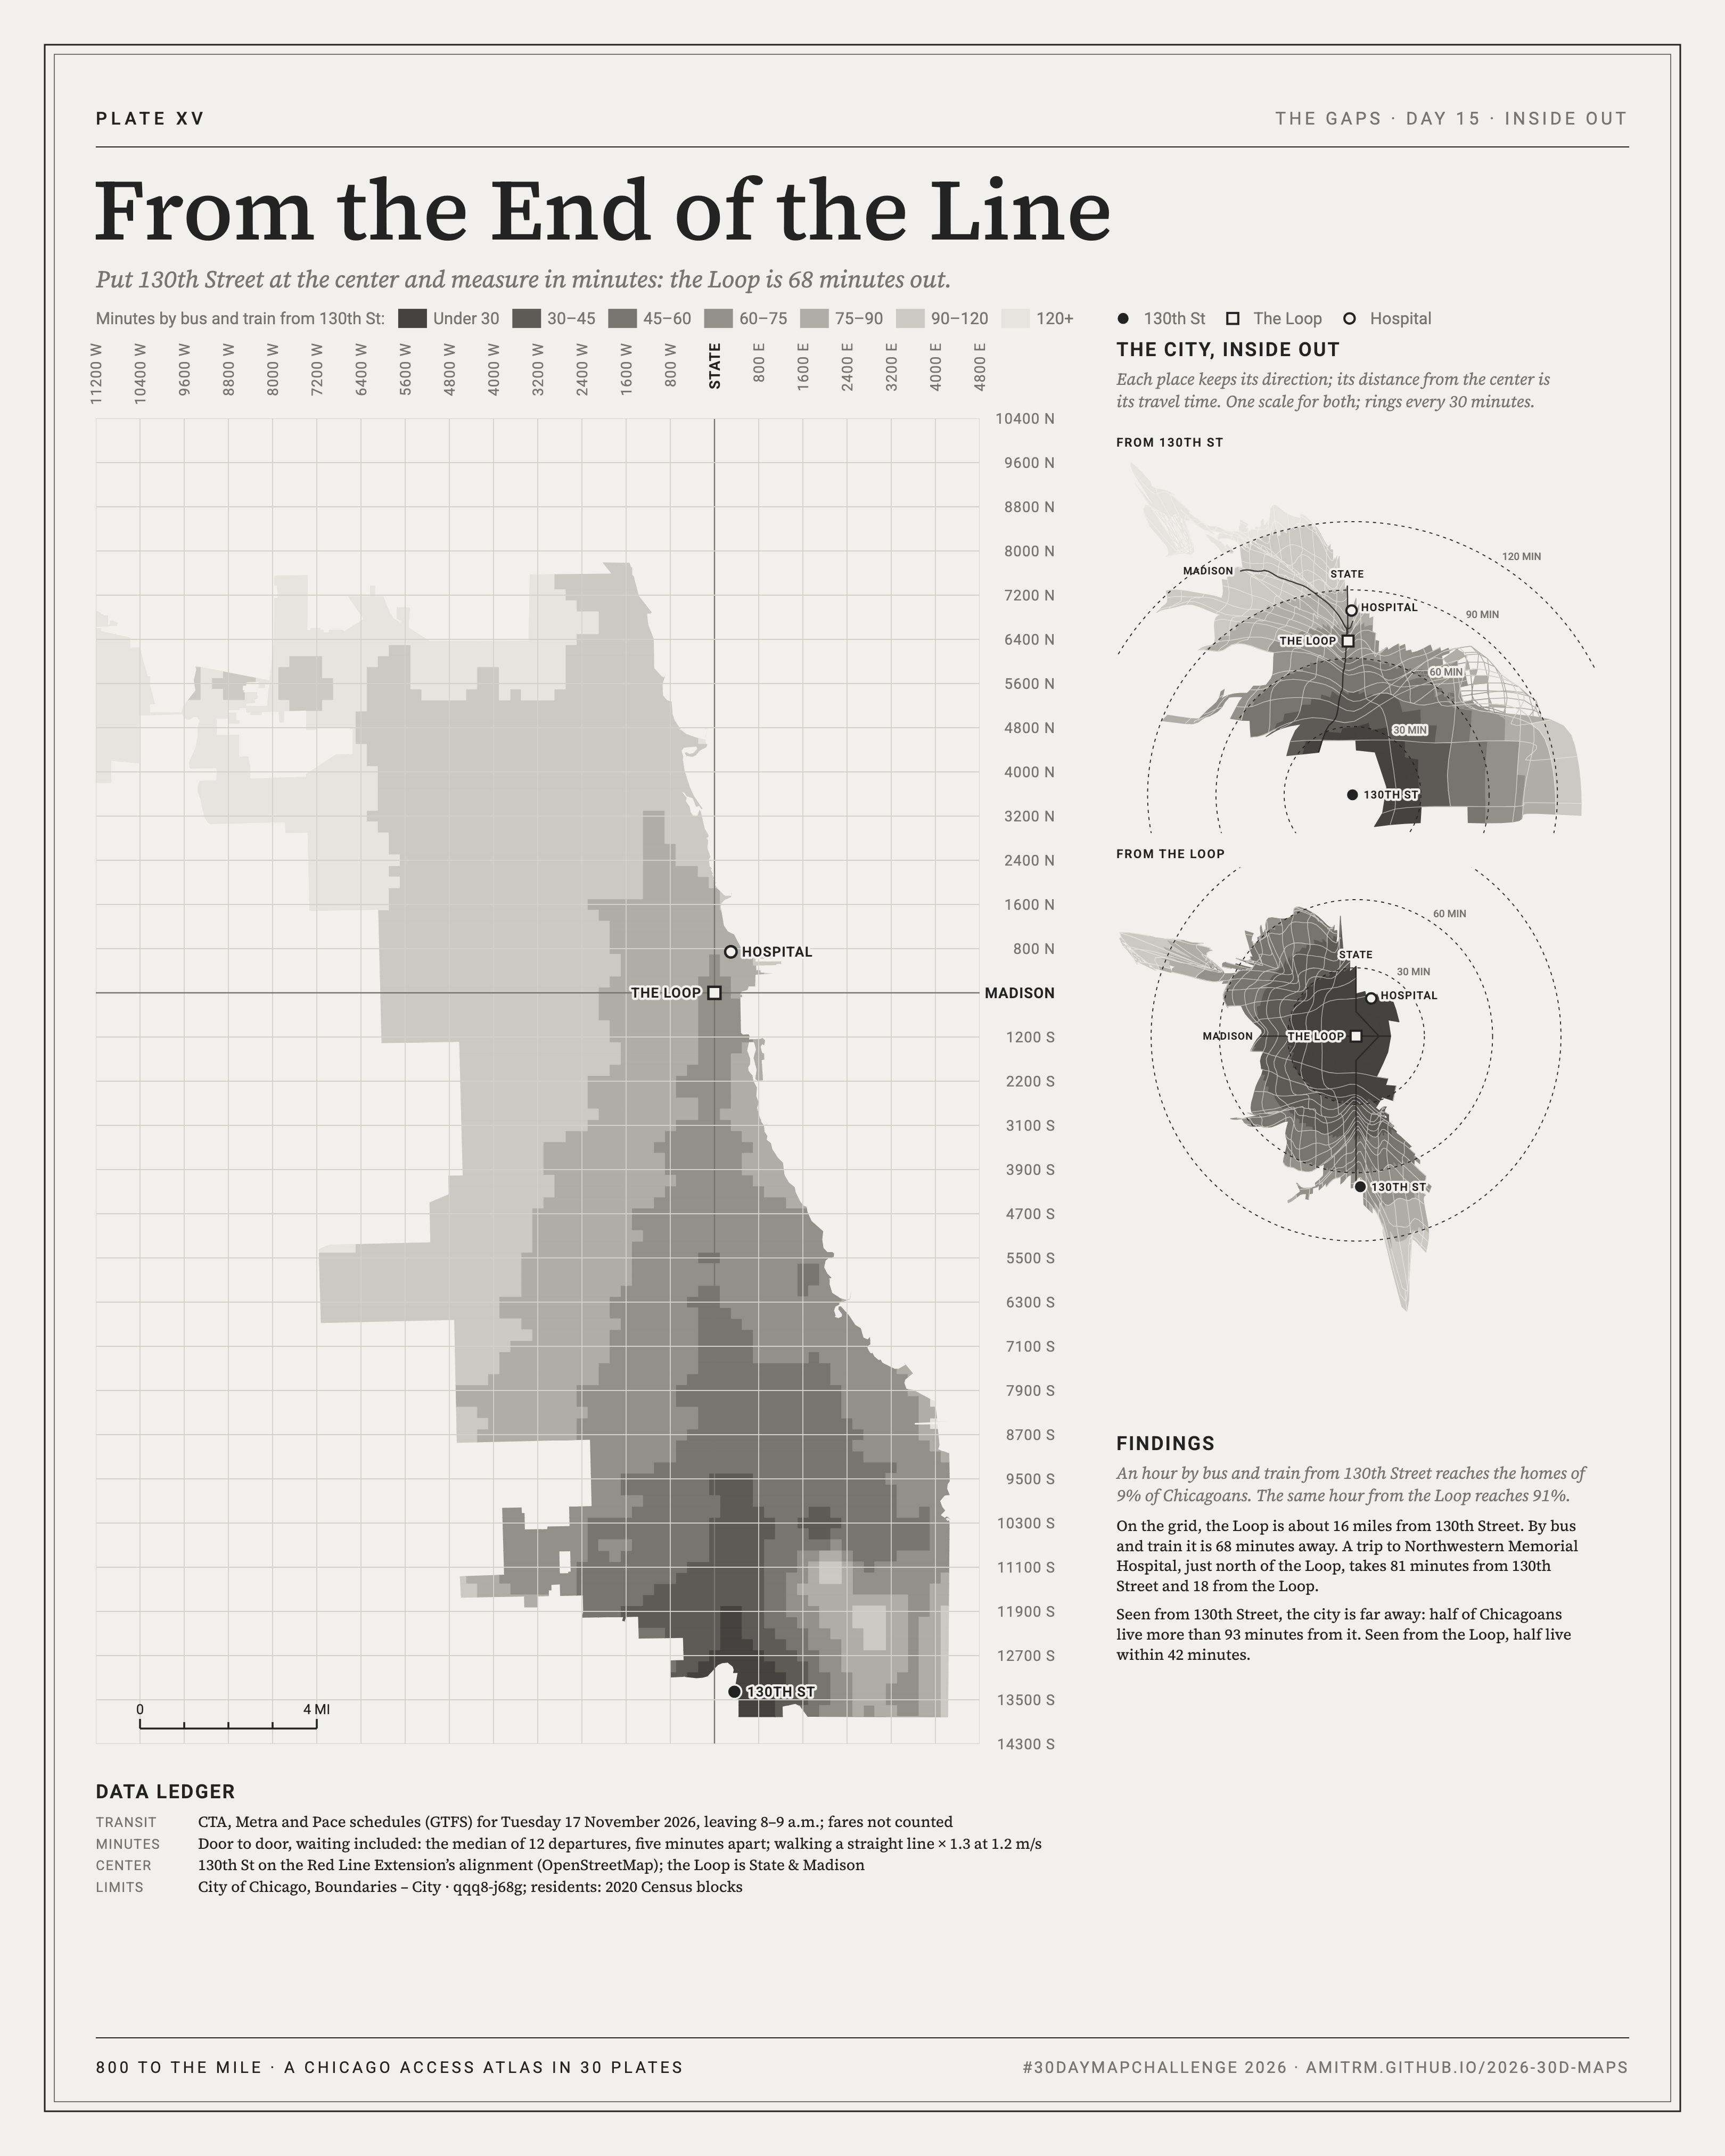 PLATE XV
THE GAPS · DAY 15 · INSIDE OUT
From the End of the Line
Put 130th Street at the center and measure in minutes: the Loop is 68 minutes out.
Minutes by bus and train from 130th St: Under 30 30–45 45–60 60–75 75–90 90–120 120+
130th St The Loop Hospital
11200 W 10400 W 9600 W 8800 W 8000 W 7200 W 6400 W 5600 W 4800 W 4000 W 3200 W 2400 W 1600 W 800 W STATE 800 E 1600 E 2400 E 3200 E 4000 E 4800 E
10400 N
9600 N
8800 N
8000 N
7200 N
6400 N
5600 N
4800 N
4000 N
3200 N
2400 N
1600 N
800 N
MADISON
1200 S
2200 S
3100 S
3900 S
4700 S
5500 S
6300 S
7100 S
7900 S
8700 S
9500 S
10300 S
11100 S
11900 S
12700 S
13500 S
14300 S
HOSPITAL
THE LOOP
130TH ST
0 4 MI
THE CITY, INSIDE OUT
Each place keeps its direction; its distance from the center is
its travel time. One scale for both; rings every 30 minutes.
FROM 130TH ST
120 MIN
MADISON
STATE
HOSPITAL
90 MIN
THE LOOP
60 MIN
30 MIN
130TH ST
FROM THE LOOP
60 MIN
STATE
30 MIN
HOSPITAL
MADISON
THE LOOP
130TH ST
FINDINGS
An hour by bus and train from 130th Street reaches the homes of
9% of Chicagoans. The same hour from the Loop reaches 91%.
On the grid, the Loop is about 16 miles from 130th Street. By bus
and train it is 68 minutes away. A trip to Northwestern Memorial
Hospital, just north of the Loop, takes 81 minutes from 130th
Street and 18 from the Loop.
Seen from 130th Street, the city is far away: half of Chicagoans
live more than 93 minutes from it. Seen from the Loop, half live
within 42 minutes.
DATA LEDGER
TRANSIT CTA, Metra and Pace schedules (GTFS) for Tuesday 17 November 2026, leaving 8–9 a.m.; fares not counted
MINUTES Door to door, waiting included: the median of 12 departures, five minutes apart; walking a straight line × 1.3 at 1.2 m/s
CENTER 130th St on the Red Line Extension’s alignment (OpenStreetMap); the Loop is State & Madison
LIMITS City of Chicago, Boundaries – City · qqq8-j68g; residents: 2020 Census blocks
800 TO THE MILE · A CHICAGO ACCESS ATLAS IN 30 PLATES
#30DAYMAPCHALLENGE 2026 · AMITRM.GITHUB.IO/2026-30D-MAPS